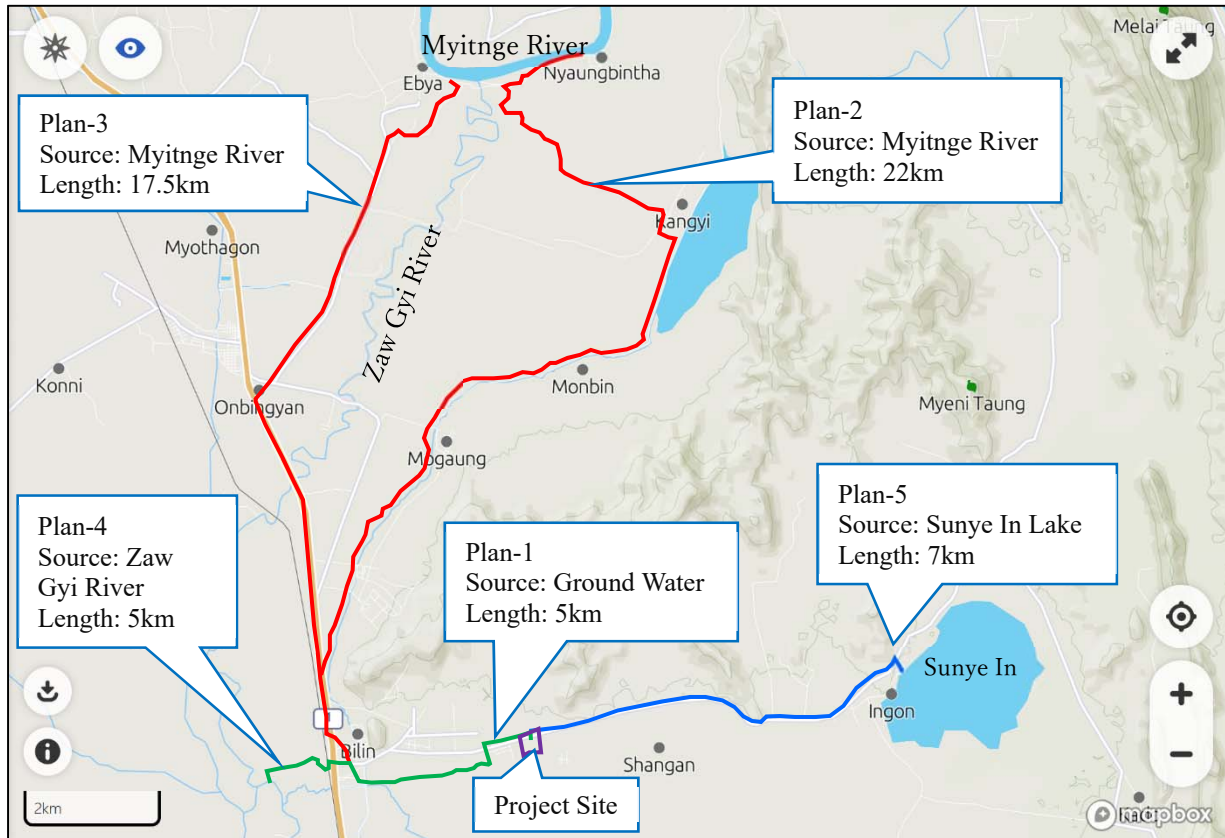 Melai Taung
Myitnge River
Ebya
Nyaungbintha
Plan-3
Source: Myitnge River
Length: 17.5km
Plan-2
Source: Myitnge River
Length: 22km
Kangyi
Myothagon
Zaw Gyi River
Konni
Onbingyan
Monbin
Myeni Taung
Mogaung
Plan-5
Source: Sunye In Lake
Length: 7km
Plan-4
Source: Zaw
Gyi River
Length: 5km
Plan-1
Source: Ground Water
Length: 5km
Sunye In
Ingon
Bilin
Shangan
Project Site
2km
mapbox